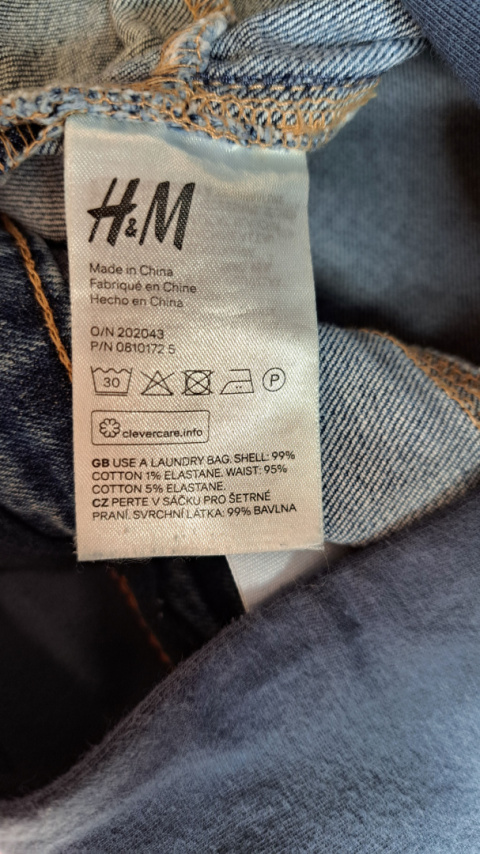 H&M
Made in China
Fabriqué en Chine
Hecho en China
O/N 202043
P/N 0810172 5
30 P
clevercare.info
GB USE A LAUNDRY BAG. SHELL: 99%
COTTON 1% ELASTANE. WAIST: 95%
COTTON 5% ELASTANE.
CZ PERTE V SÁČKU PRO ŠETRNÉ
PRANÍ. SVRCHNÍ LÁTKA: 99% BAVLNA